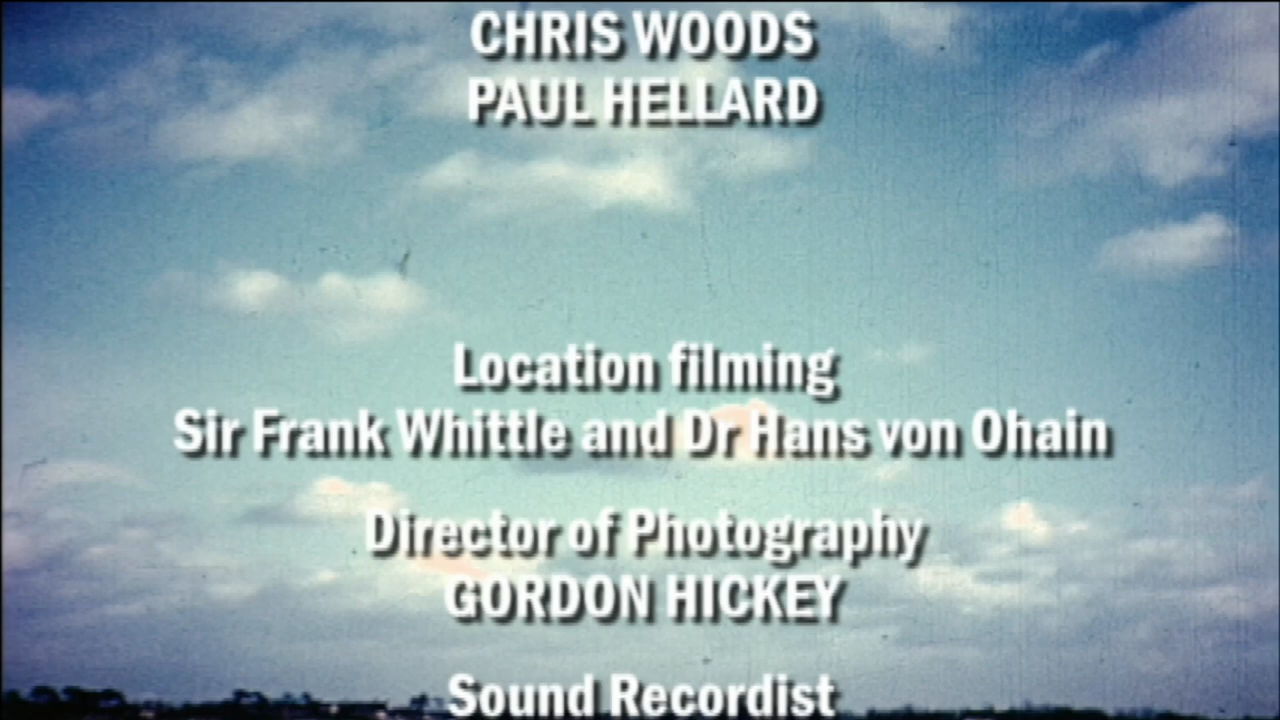 CHRIS WOODS
PAUL HELLARD
Location filming
Sir Frank Whittle and Dr Hans von Ohain
Director of Photography
GORDON HICKEY
Sound Recordist